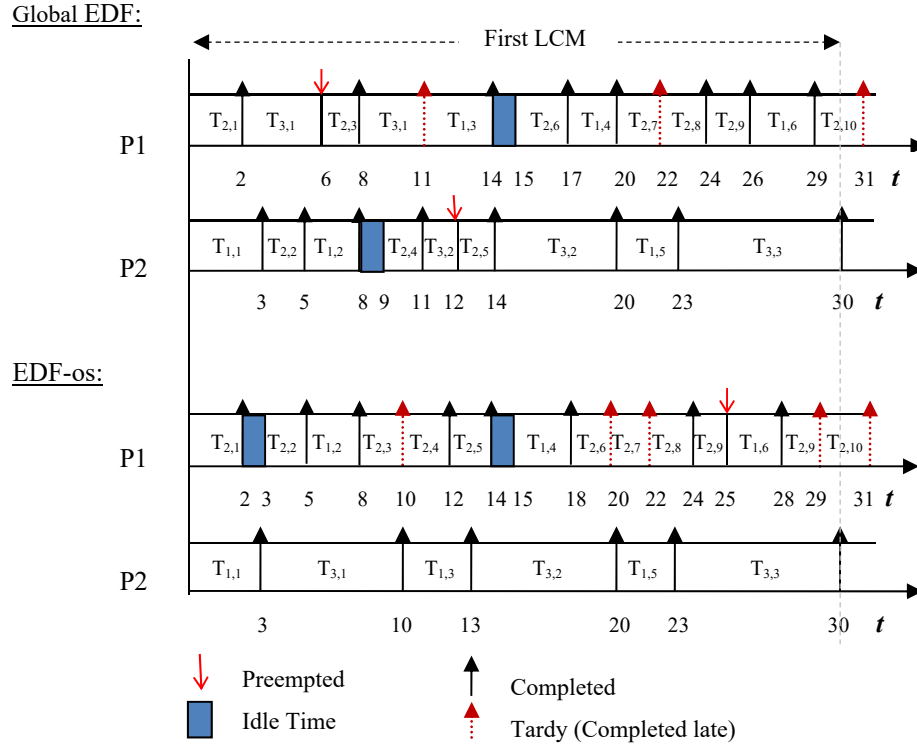 Global EDF:
First LCM
P1
T2,1 T3,1 T2,3 T3,1 T1,3 T2,6 T1,4 T2,7 T2,8 T2,9 T1,6 T2,10
2 6 8 11 14 15 17 20 22 24 26 29 31 t
P2
T1,1 T2,2 T1,2 T2,4 T3,2 T2,5 T3,2 T1,5 T3,3
3 5 8 9 11 12 14 20 23 30 t
EDF-os:
P1
T2,1 T2,2 T1,2 T2,3 T2,4 T2,5 T1,4 T2,6 T2,7 T2,8 T2,9 T1,6 T2,9 T2,10
2 3 5 8 10 12 14 15 18 20 22 24 25 28 29 31 t
P2
T1,1 T3,1 T1,3 T3,2 T1,5 T3,3
3 10 13 20 23 30 t
Preempted
Completed
Idle Time
Tardy (Completed late)